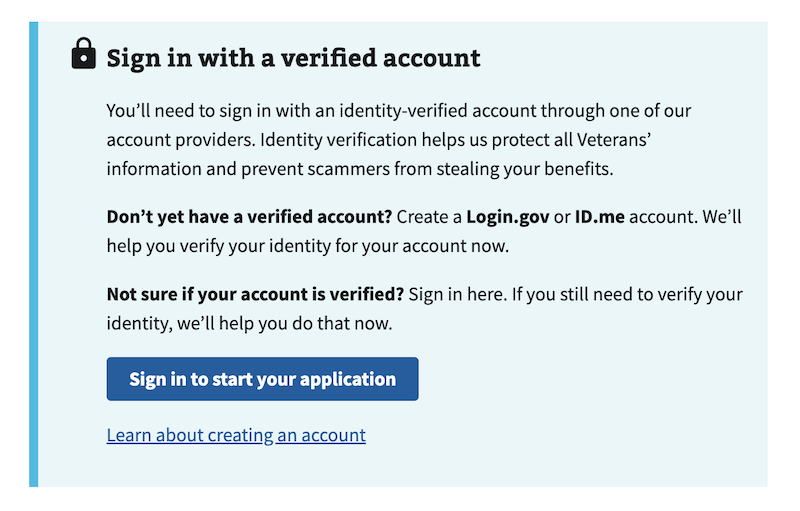 Sign in with a verified account
You’ll need to sign in with an identity-verified account through one of our
account providers. Identity verification helps us protect all Veterans’
information and prevent scammers from stealing your benefits.
Don’t yet have a verified account? Create a Login.gov or ID.me account. We’ll
help you verify your identity for your account now.
Not sure if your account is verified? Sign in here. If you still need to verify your
identity, we’ll help you do that now.
Sign in to start your application
Learn about creating an account